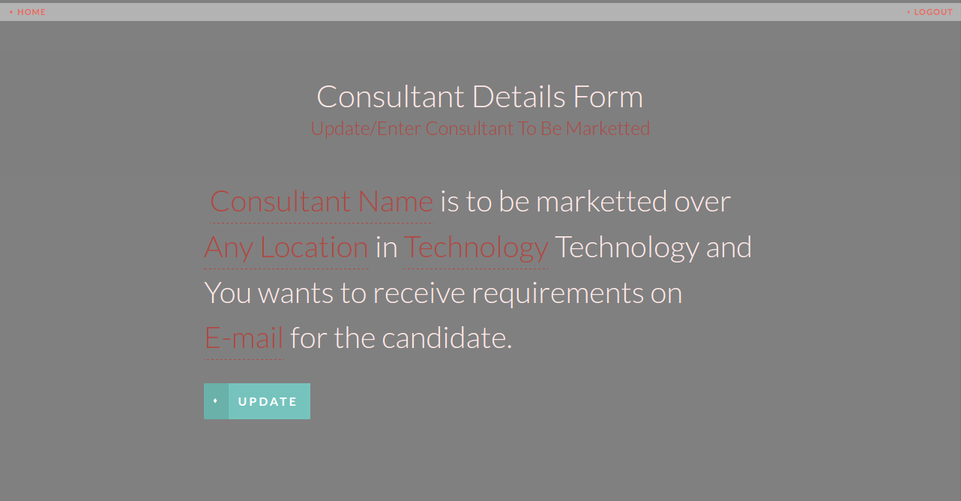 HOME
LOGOUT
Consultant Details Form
Update/Enter Consultant To Be Marketted
Consultant Name is to be marketted over
Any Location in Technology Technology and
You wants to receive requirements on
E-mail for the candidate.
UPDATE